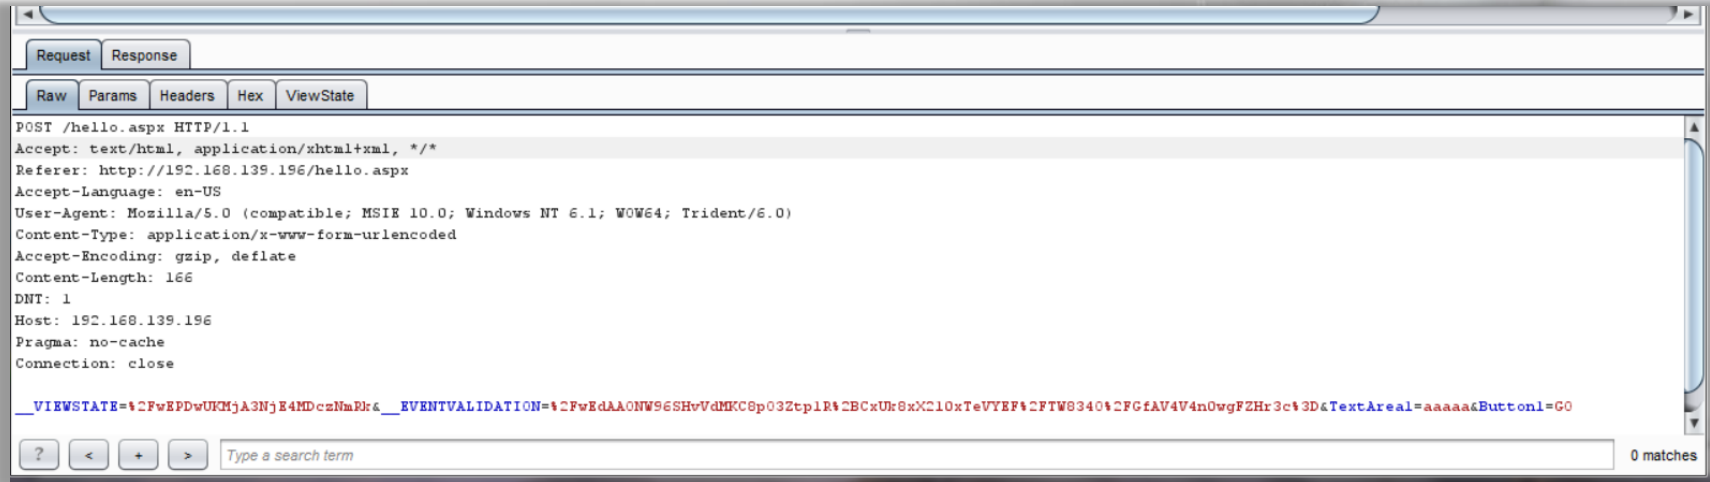 Request Response
Raw Params Headers Hex ViewState
POST /hello.aspx HTTP/1.1
Accept: text/html, application/xhtml+xml, */*
Referer: http://192.168.139.196/hello.aspx
Accept-Language: en-US
User-Agent: Mozilla/5.0 (compatible; MSIE 10.0; Windows NT 6.1; WOW64; Trident/6.0)
Content-Type: application/x-www-form-urlencoded
Accept-Encoding: gzip, deflate
Content-Length: 166
DNT: 1
Host: 192.168.139.196
Pragma: no-cache
Connection: close
__VIEWSTATE=%2FwEPDwUKMjA3NjE4MDczNmRk&__EVENTVALIDATION=%2FwEdAA0NW96SHvVdMKC8p03Ztp1R%2BCxUk8xX210xTeVYEF%2FTW8340%2FGfAV4V4n0wgFZHr3c%3D&TextArea1=aaaaa&Button1=GO
? < + > Type a search term 0 matches